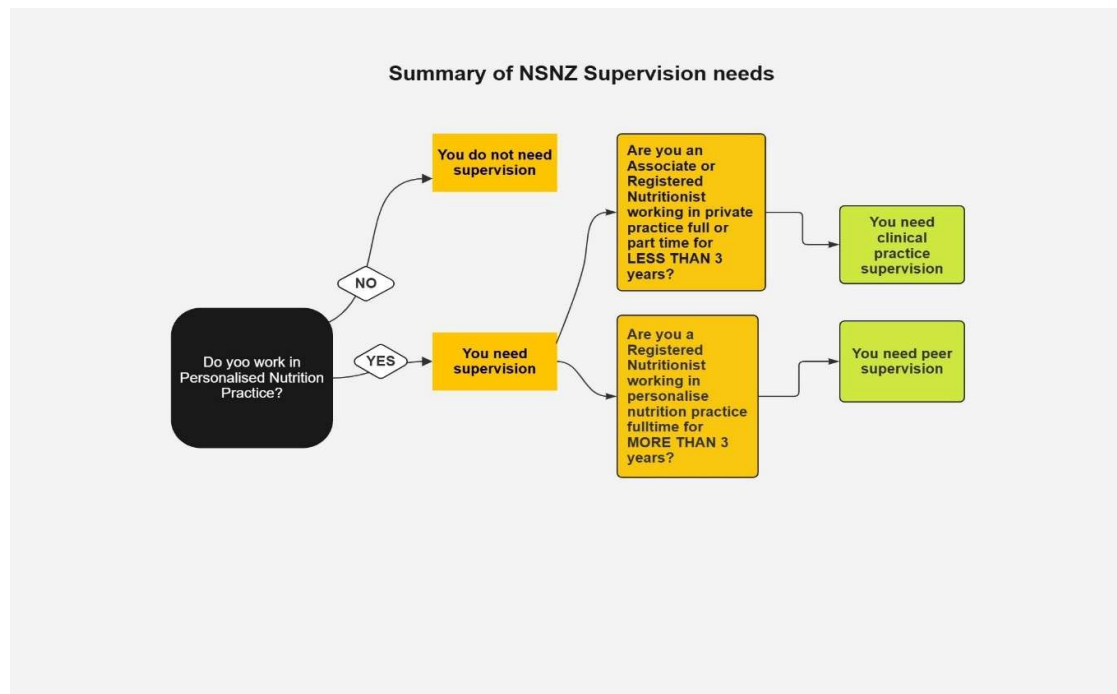 Summary of NSNZ Supervision needs
You do not need
supervision
NO
Do yoo work in
Personalised Nutrition
Practice?
YES
You need
supervision
Are you an
Associate or
Registered
Nutritionist
working in private
practice full or
part time for
LESS THAN 3
years?
You need
clinical
practice
supervision
Are you a
Registered
Nutritionist
working in
personalise
nutrition practice
fulltime for
MORE THAN 3
years?
You need peer
supervision